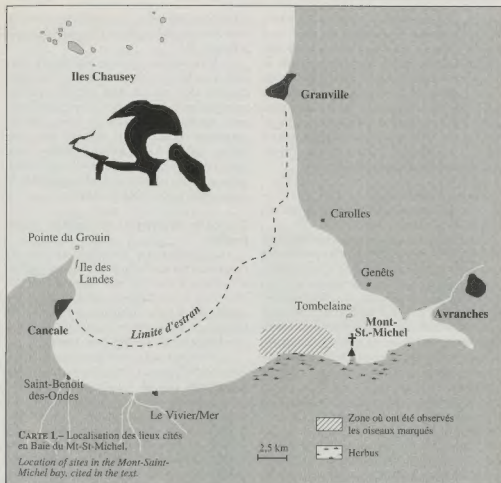 Iles Chausey
Granville
Carolles
Pointe du Grouin
Ile des
Landes
Genêts
Tombelaine
Mont-
St.-Michel
Avranches
Cancale
Limite d'estran
Saint-Benoît
des-Ondes
Le Vivier/Mer
CARTE 1.– Localisation des lieux cités
en Baie du Mt-St-Michel.
Location of sites in the Mont-Saint-
Michel bay, cited in the text.
2,5 km
Zone où ont été observés
les oiseaux marqués
Herbus